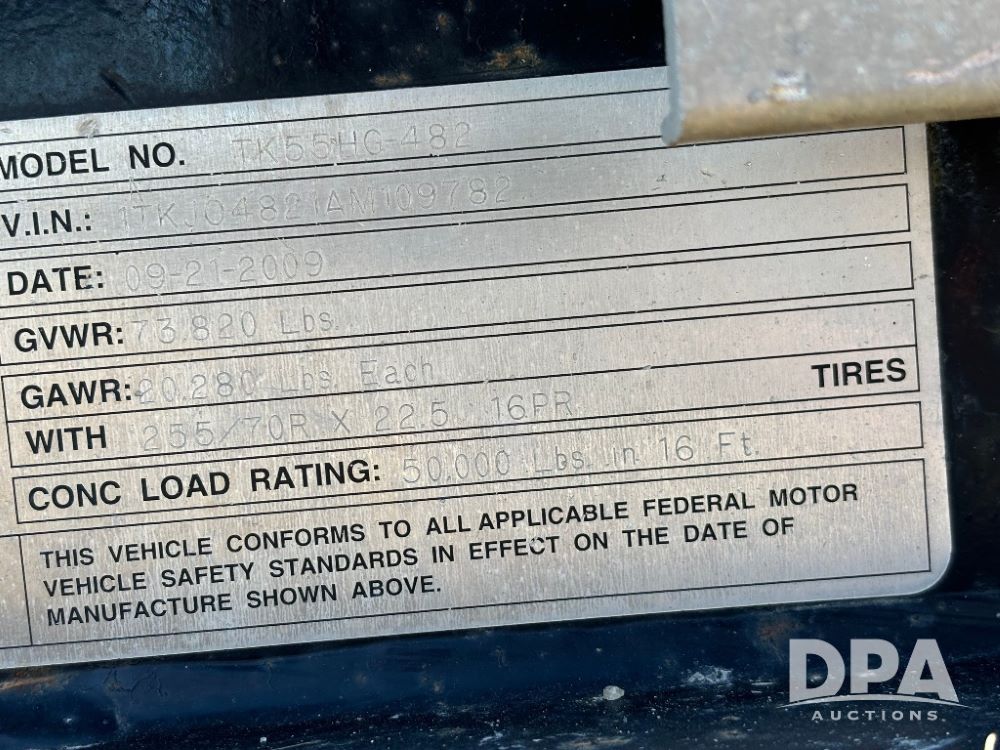 MODEL NO. TK55HG-482
V.I.N.: 1TKJ04821AM109782
DATE: 09-21-2009
GVWR: 73.820 Lbs.
GAWR: 20.280 Lbs. Each
WITH 255/70R X 22.5 16PR TIRES
CONC LOAD RATING: 50.000 Lbs. in 16 Ft.
THIS VEHICLE CONFORMS TO ALL APPLICABLE FEDERAL MOTOR
VEHICLE SAFETY STANDARDS IN EFFECT ON THE DATE OF
MANUFACTURE SHOWN ABOVE.
DPA
AUCTIONS